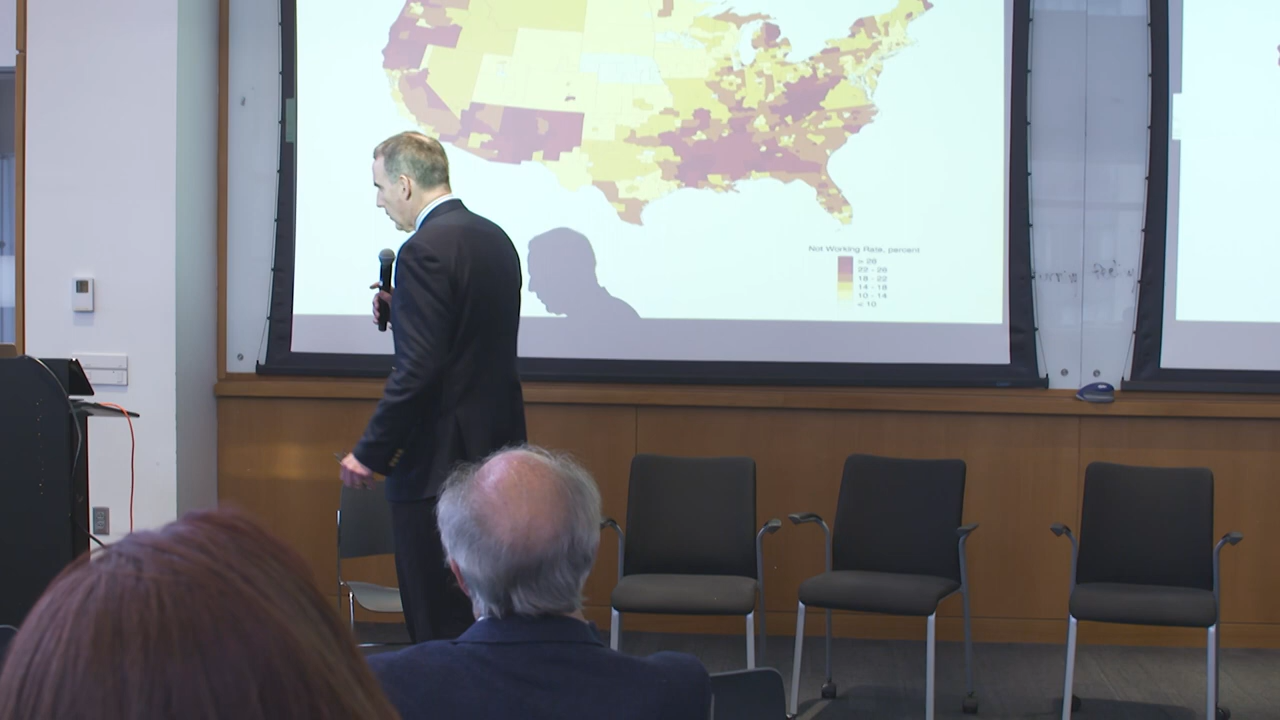 Not Working Rate, percent
≥ 26
22 - 26
18 - 22
14 - 18
10 - 14
< 10